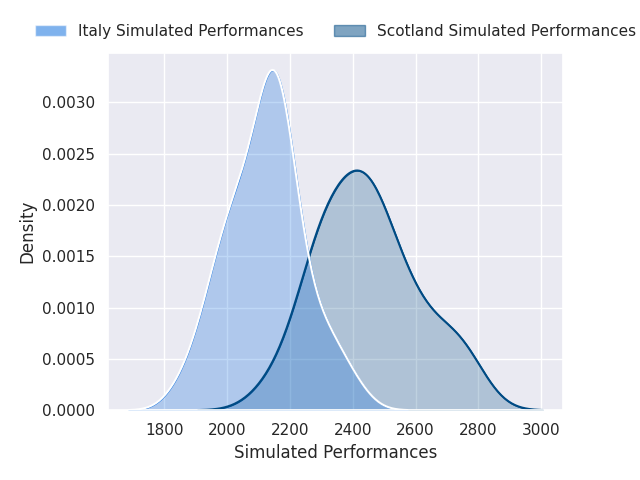 Italy Simulated Performances Scotland Simulated Performances
0.0030
0.0025
0.0020
0.0015
0.0010
0.0005
0.0000
Density
1800 2000 2200 2400 2600 2800 3000
Simulated Performances